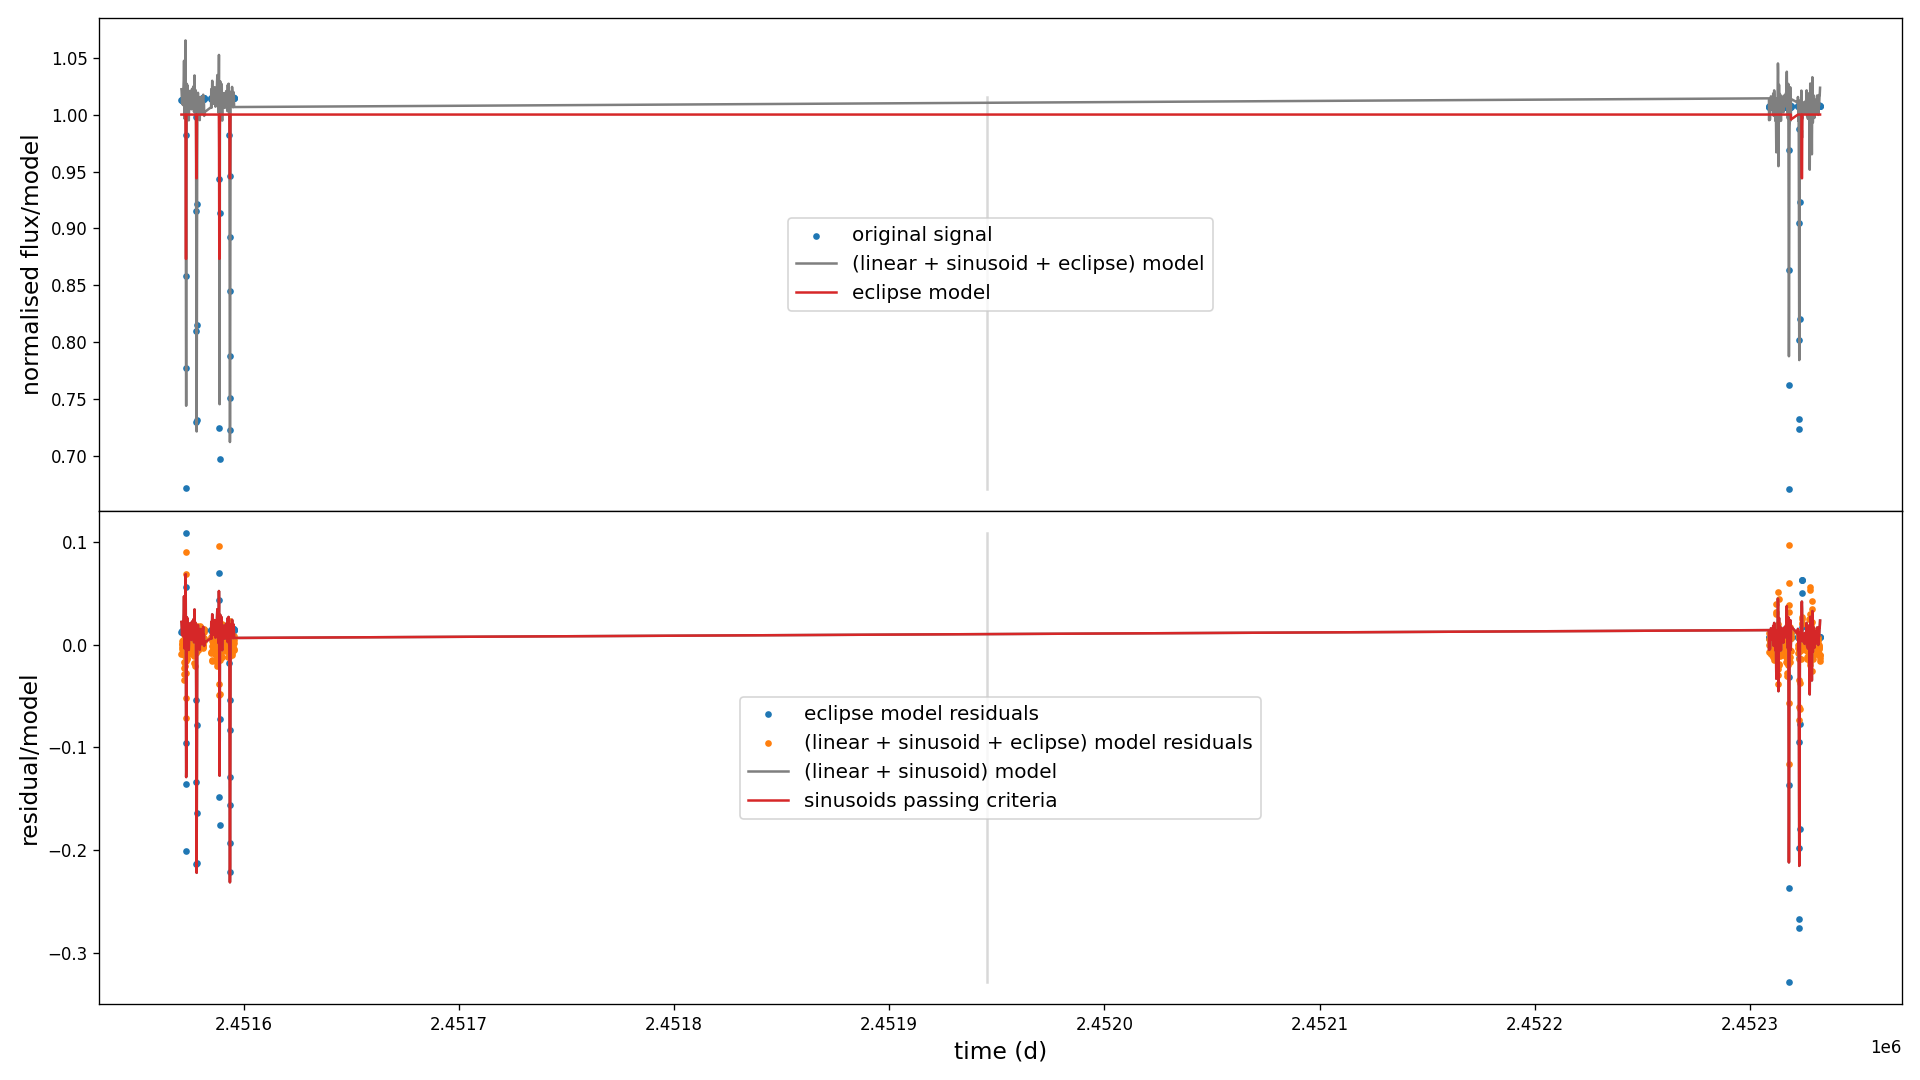 1.05
1.00
0.95
0.90
0.85
0.80
0.75
0.70
normalised flux/model
original signal
(linear + sinusoid + eclipse) model
eclipse model
0.1
0.0
−0.1
−0.2
−0.3
residual/model
eclipse model residuals
(linear + sinusoid + eclipse) model residuals
(linear + sinusoid) model
sinusoids passing criteria
2.4516 2.4517 2.4518 2.4519 2.4520 2.4521 2.4522 2.4523
1e6
time (d)